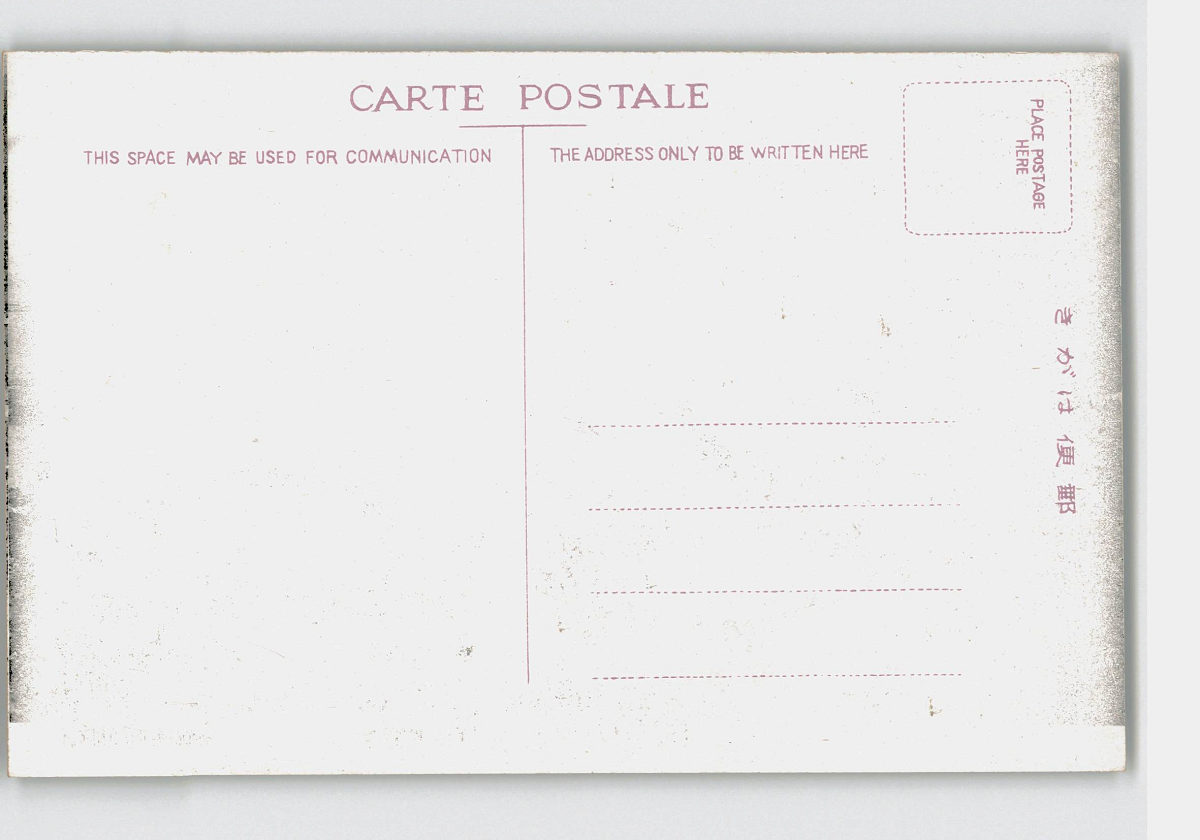 CARTE POSTALE
THIS SPACE MAY BE USED FOR COMMUNICATION
THE ADDRESS ONLY TO BE WRITTEN HERE
PLACE POSTAGE
HERE
きがは便郵